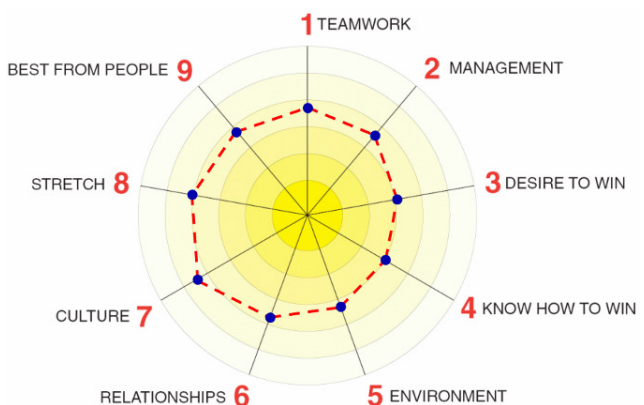 1 TEAMWORK
2 MANAGEMENT
3 DESIRE TO WIN
4 KNOW HOW TO WIN
5 ENVIRONMENT
6 RELATIONSHIPS
7 CULTURE
8 STRETCH
9 BEST FROM PEOPLE